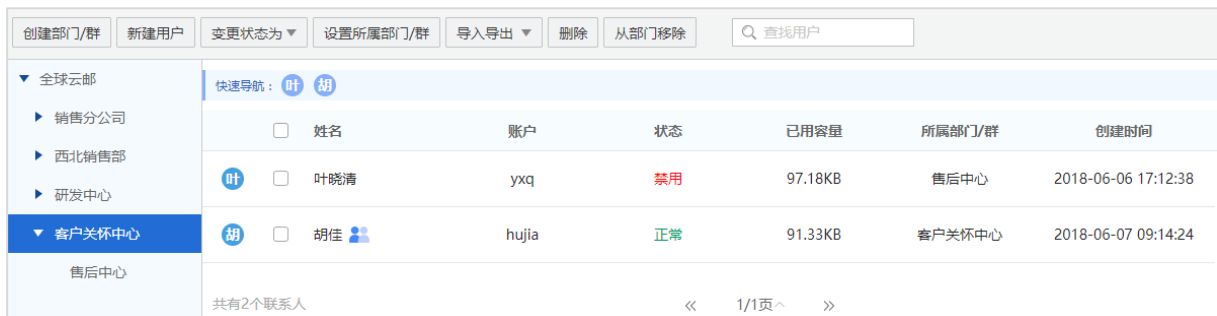 创建部门/群 新建用户 变更状态为 设置所属部门/群 导入导出 删除 从部门移除 查找用户
全球云邮
销售分公司
西北销售部
研发中心
客户关怀中心
售后中心
快速导航： 叶 胡
姓名 账户 状态 已用容量 所属部门/群 创建时间
叶 叶晓清 yxq 禁用 97.18KB 售后中心 2018-06-06 17:12:38
胡 胡佳 hujia 正常 91.33KB 客户关怀中心 2018-06-07 09:14:24
共有2个联系人 1/1页